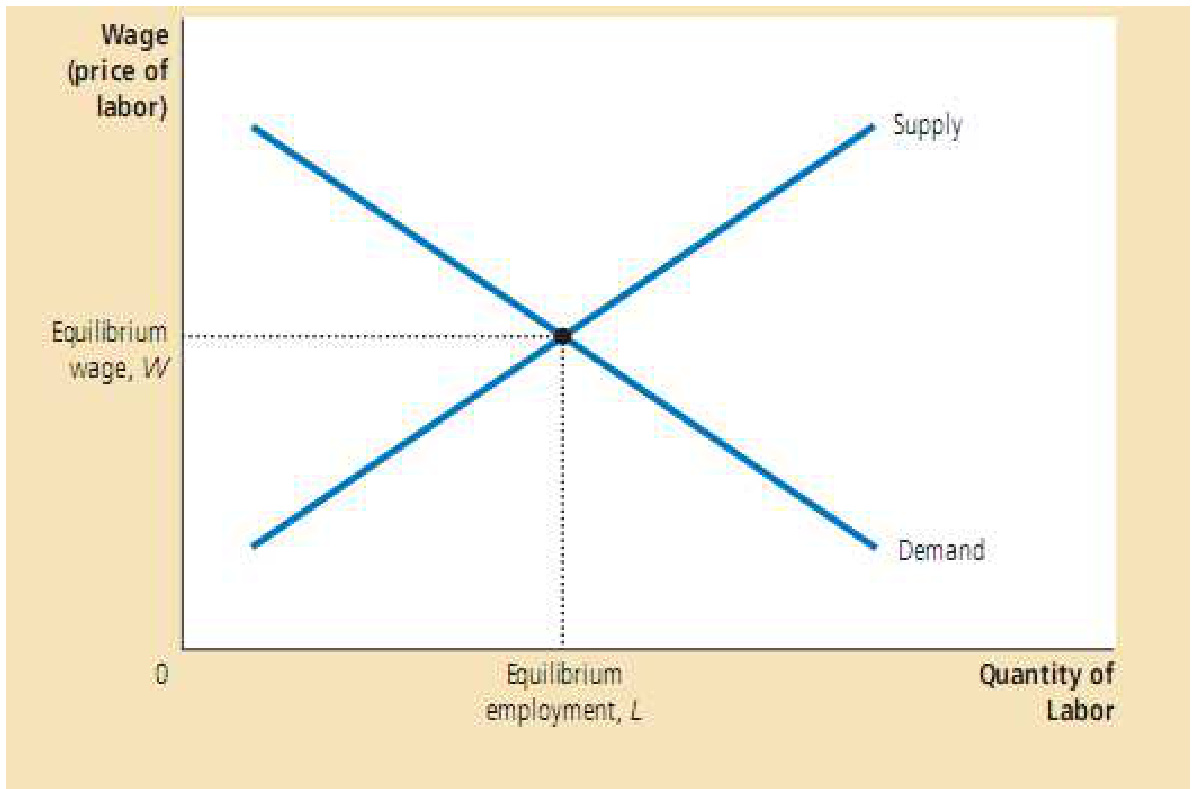 Wage
(price of
labor)
Supply
Equilibrium
wage, W
Demand
0
Equilibrium
employment, L
Quantity of
Labor